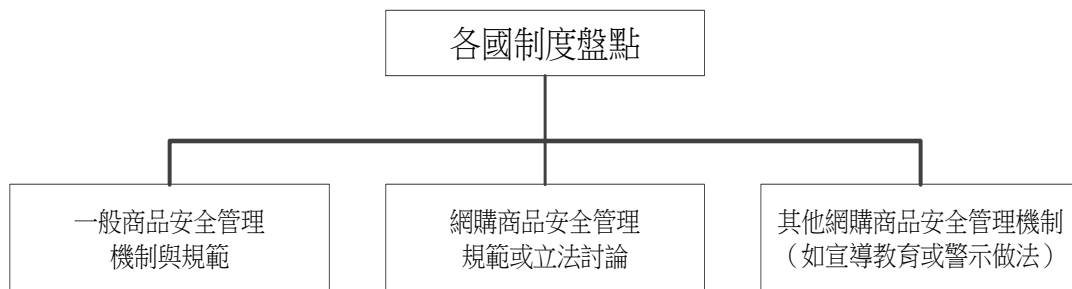 各國制度盤點
一般商品安全管理
機制與規範
網購商品安全管理
規範或立法討論
其他網購商品安全管理機制
（如宣導教育或警示做法）